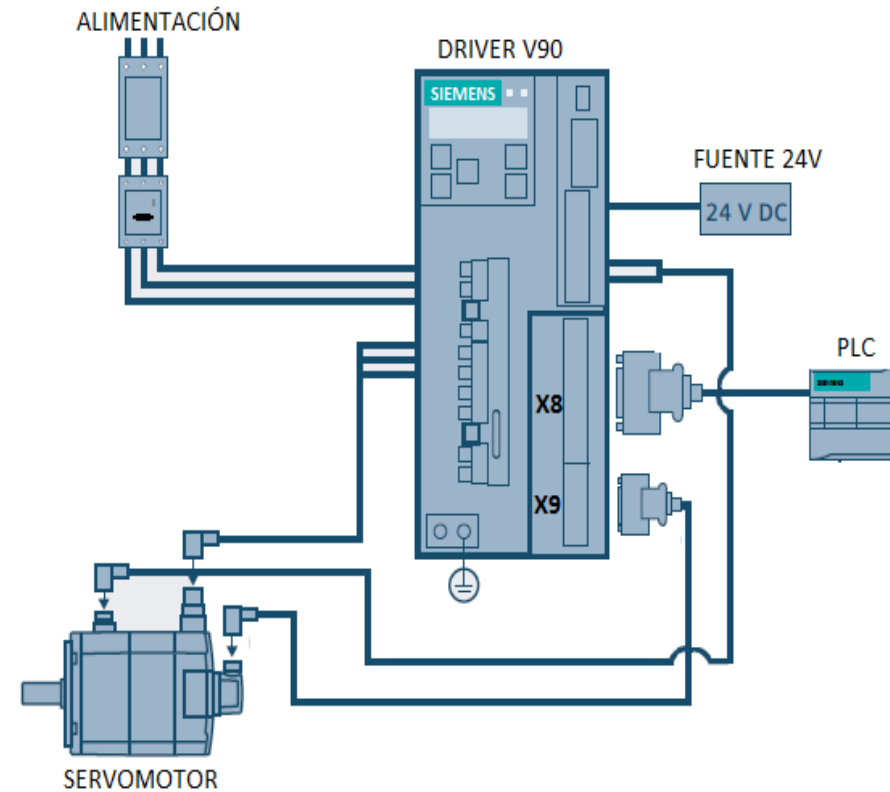 ALIMENTACIÓN
DRIVER V90
SIEMENS
FUENTE 24V
24 V DC
PLC
X8
X9
SERVOMOTOR